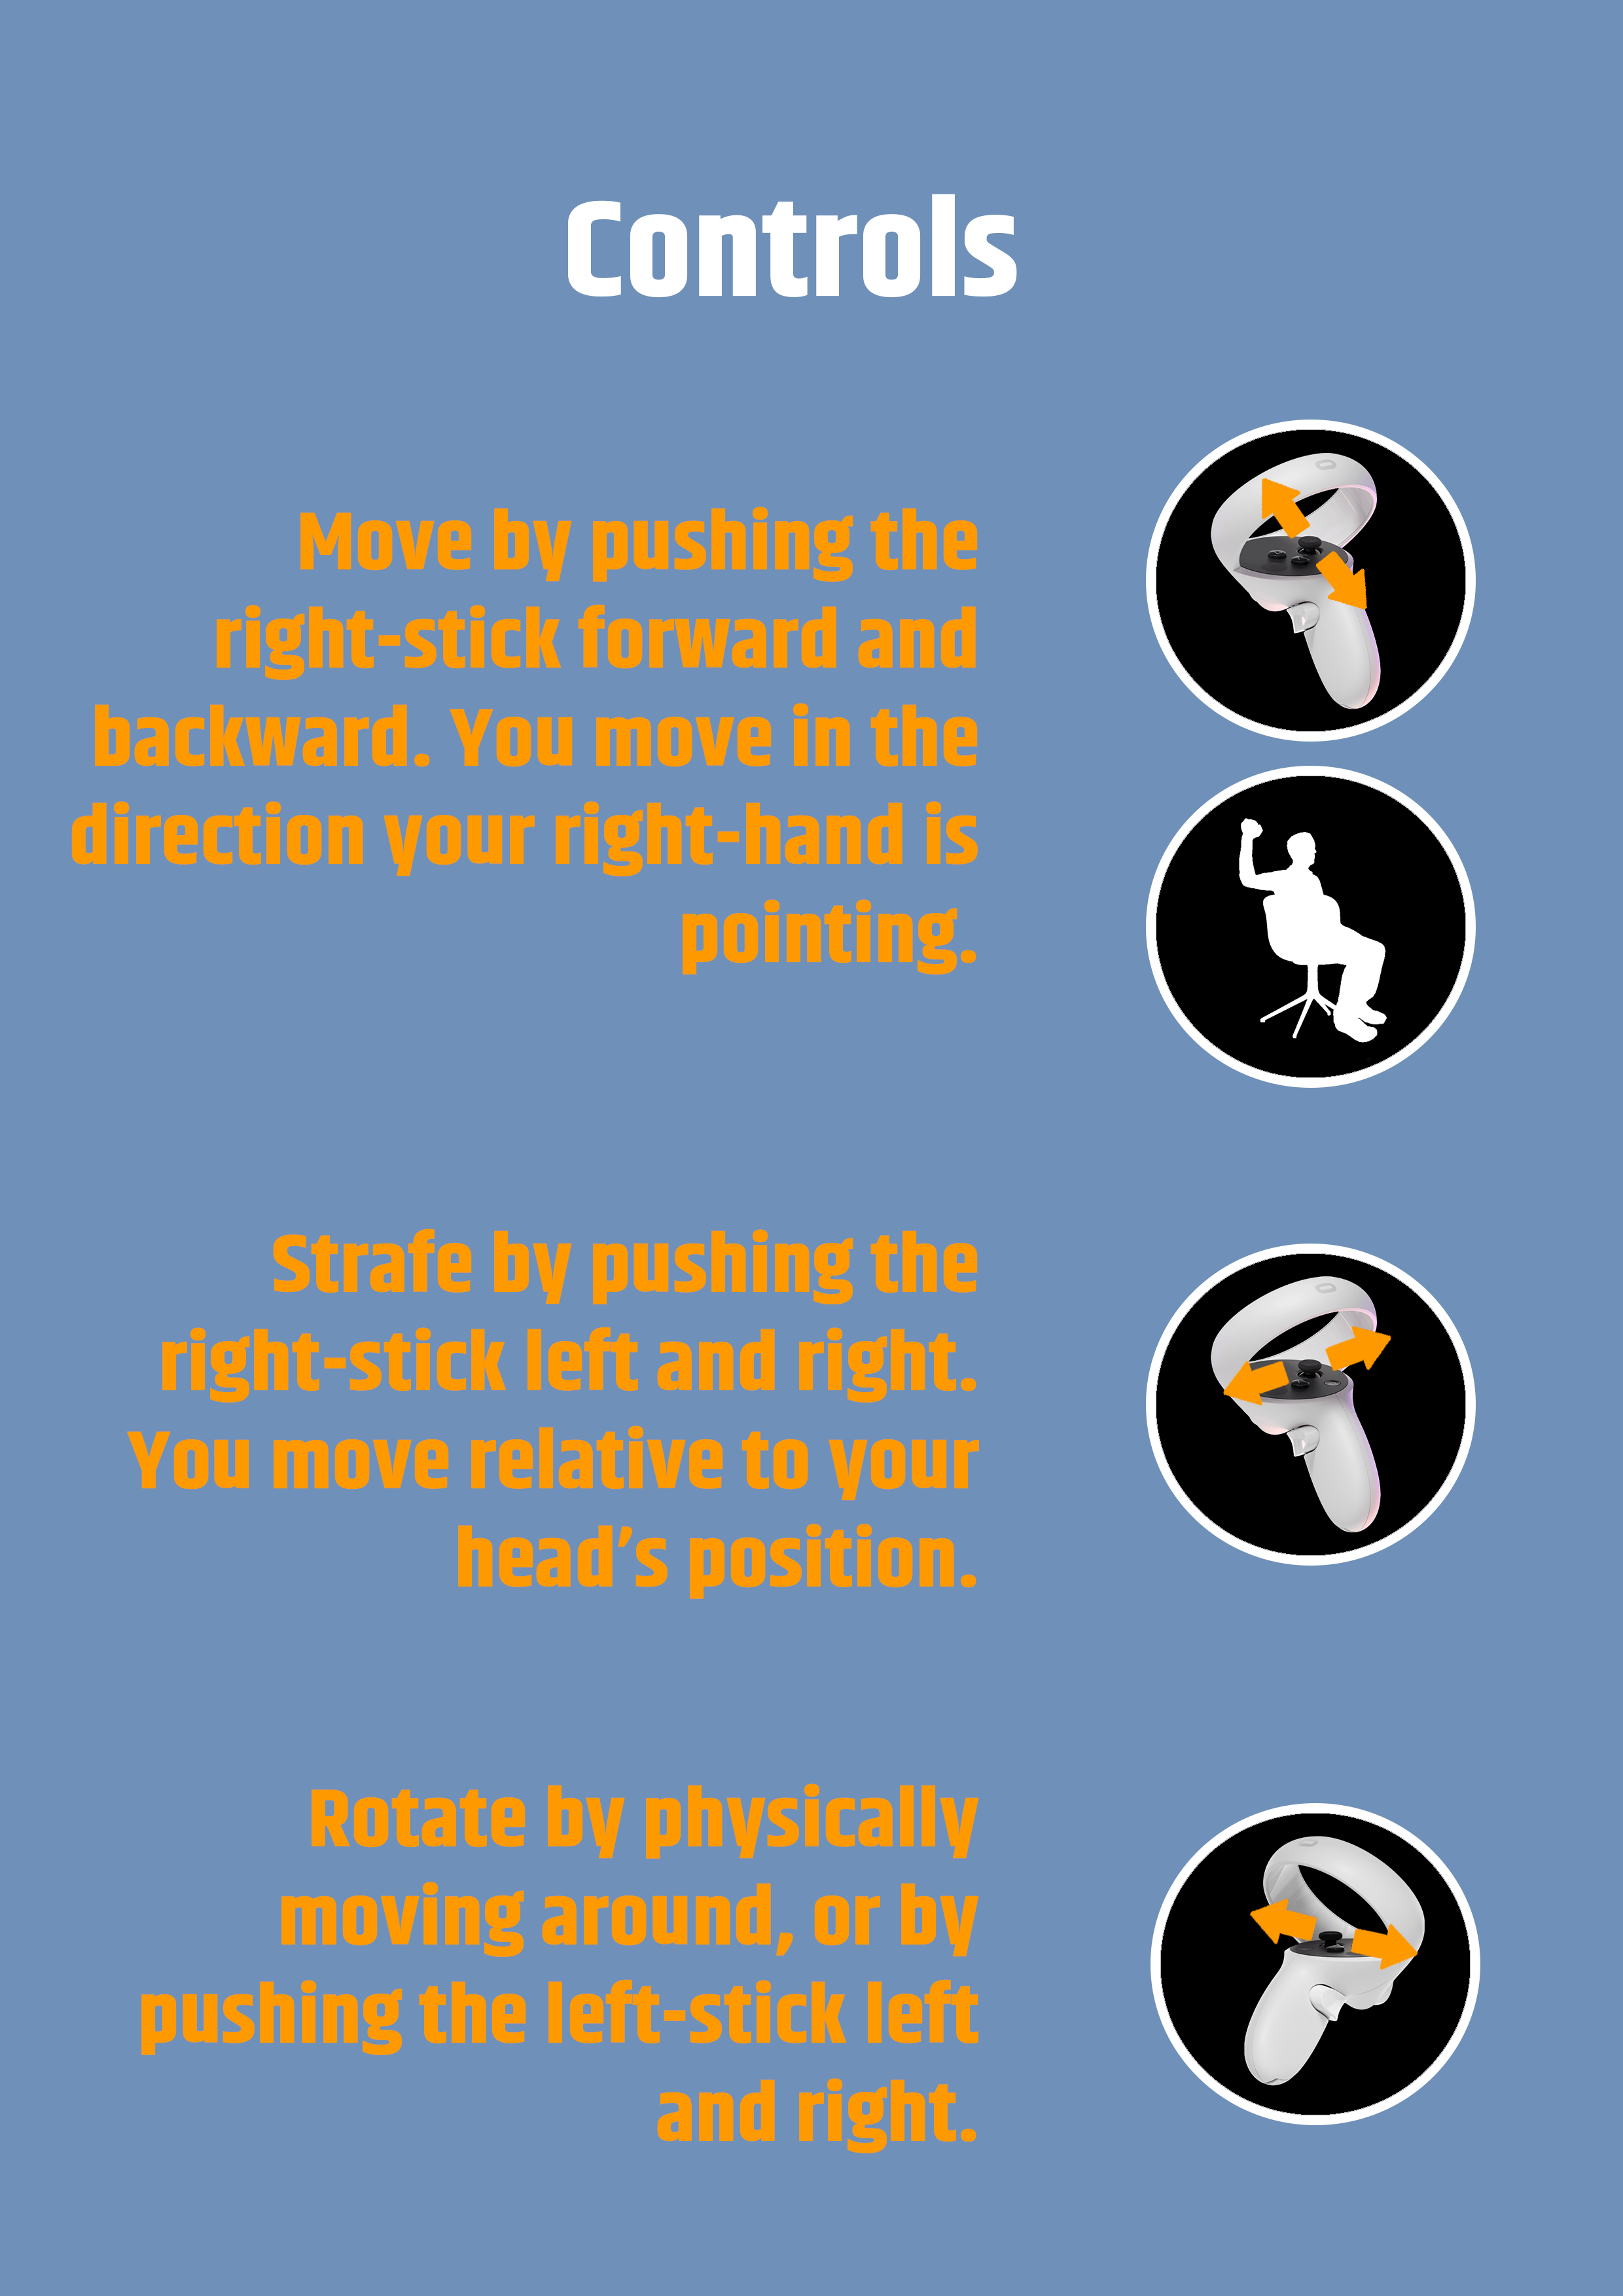 Controls
Move by pushing the
right-stick forward and
backward. You move in the
direction your right-hand is
pointing.
Strafe by pushing the
right-stick left and right.
You move relative to your
head’s position.
Rotate by physically
moving around, or by
pushing the left-stick left
and right.